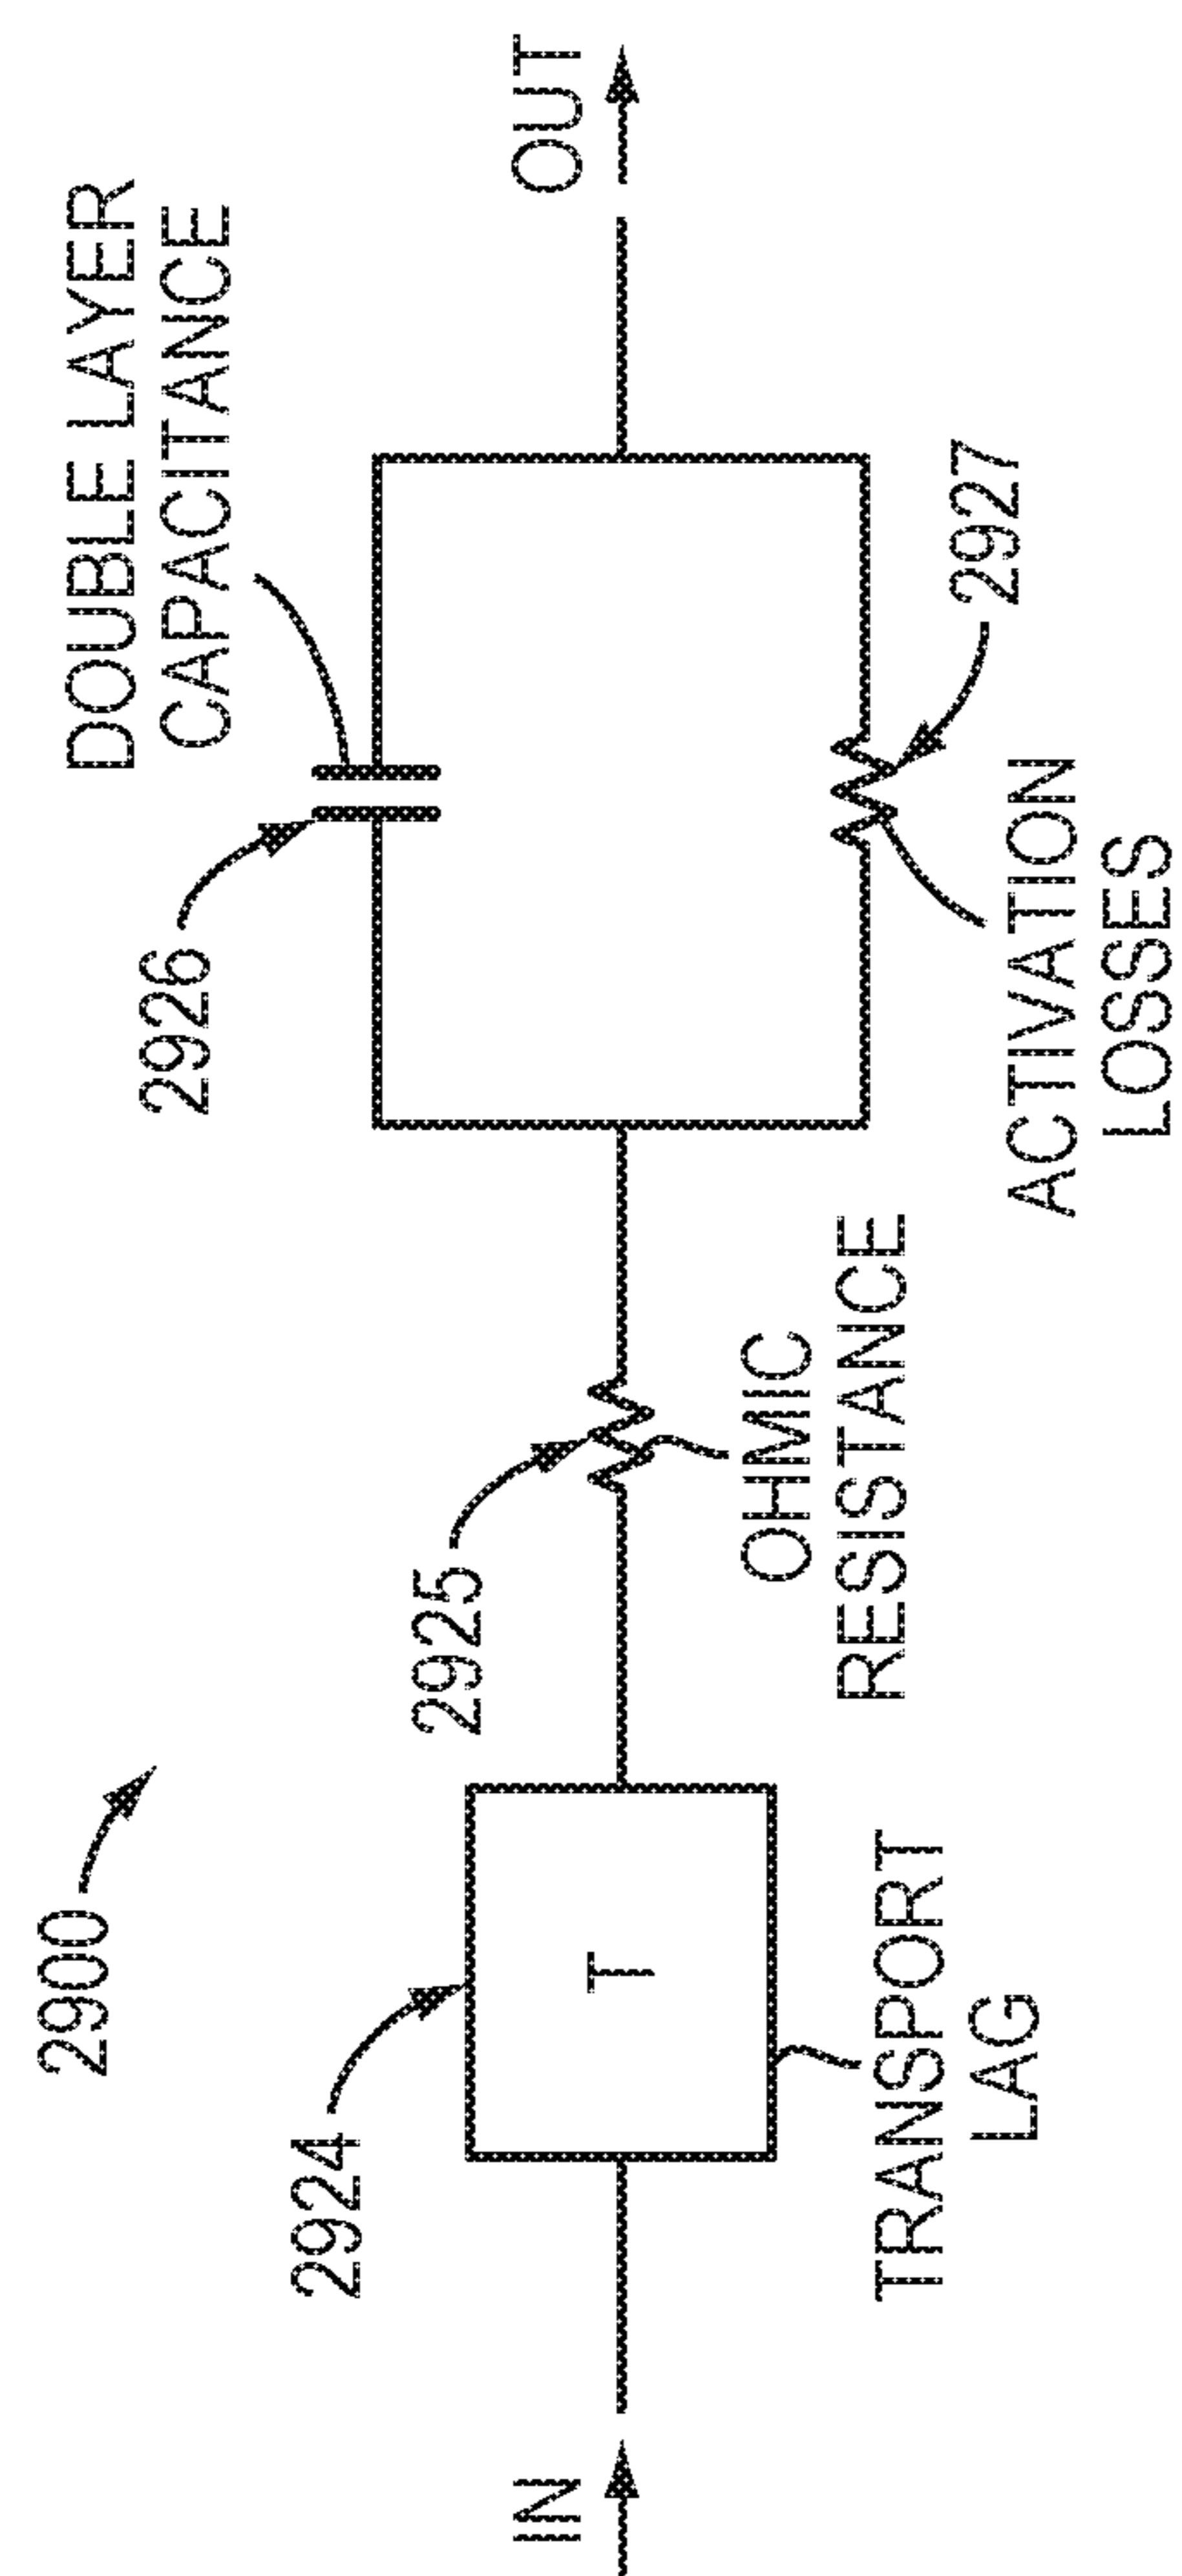 2900
IN
2924
T
TRANSPORT
LAG
2925
OHMIC
RESISTANCE
2926
DOUBLE LAYER
CAPACITANCE
2927
ACTIVATION
LOSSES
OUT